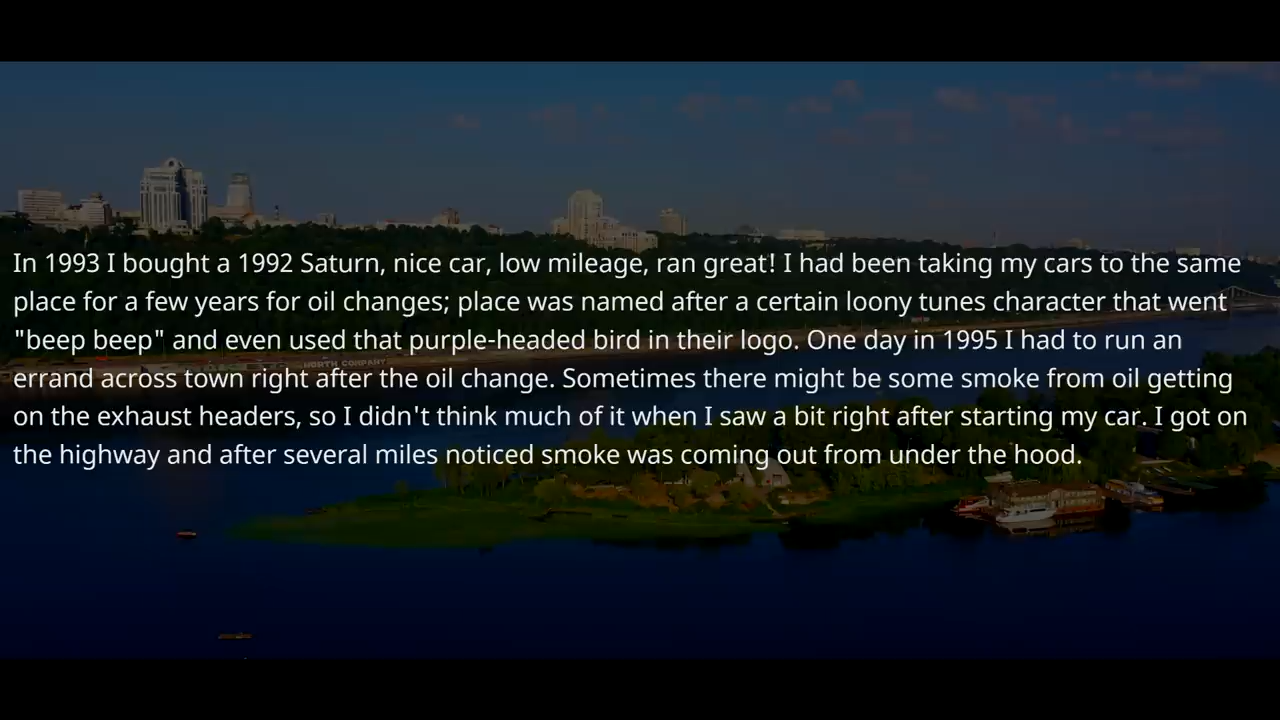 In 1993 I bought a 1992 Saturn, nice car, low mileage, ran great! I had been taking my cars to the same
place for a few years for oil changes; place was named after a certain loony tunes character that went
"beep beep" and even used that purple-headed bird in their logo. One day in 1995 I had to run an
errand across town right after the oil change. Sometimes there might be some smoke from oil getting
on the exhaust headers, so I didn't think much of it when I saw a bit right after starting my car. I got on
the highway and after several miles noticed smoke was coming out from under the hood.